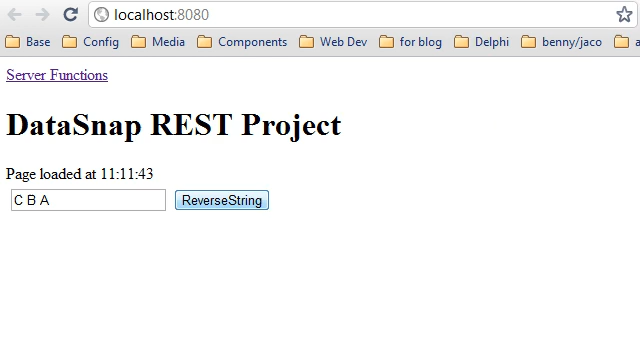 localhost:8080
Base Config Media Components Web Dev for blog Delphi benny/jaco a
Server Functions
DataSnap REST Project
Page loaded at 11:11:43
C B A ReverseString